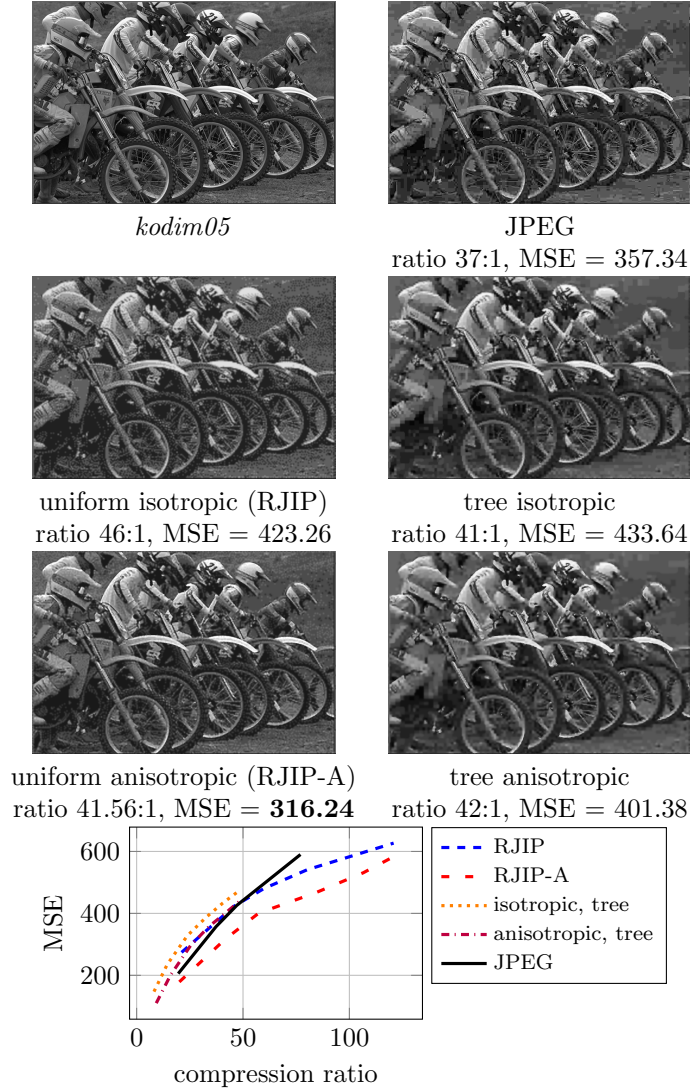 kodim05
JPEG
ratio 37:1, MSE = 357.34
uniform isotropic (RJIP)
ratio 46:1, MSE = 423.26
tree isotropic
ratio 41:1, MSE = 433.64
uniform anisotropic (RJIP-A)
ratio 41.56:1, MSE = 316.24
tree anisotropic
ratio 42:1, MSE = 401.38
MSE
600
400
200
0
50
100
compression ratio
RJIP
RJIP-A
isotropic, tree
anisotropic, tree
JPEG